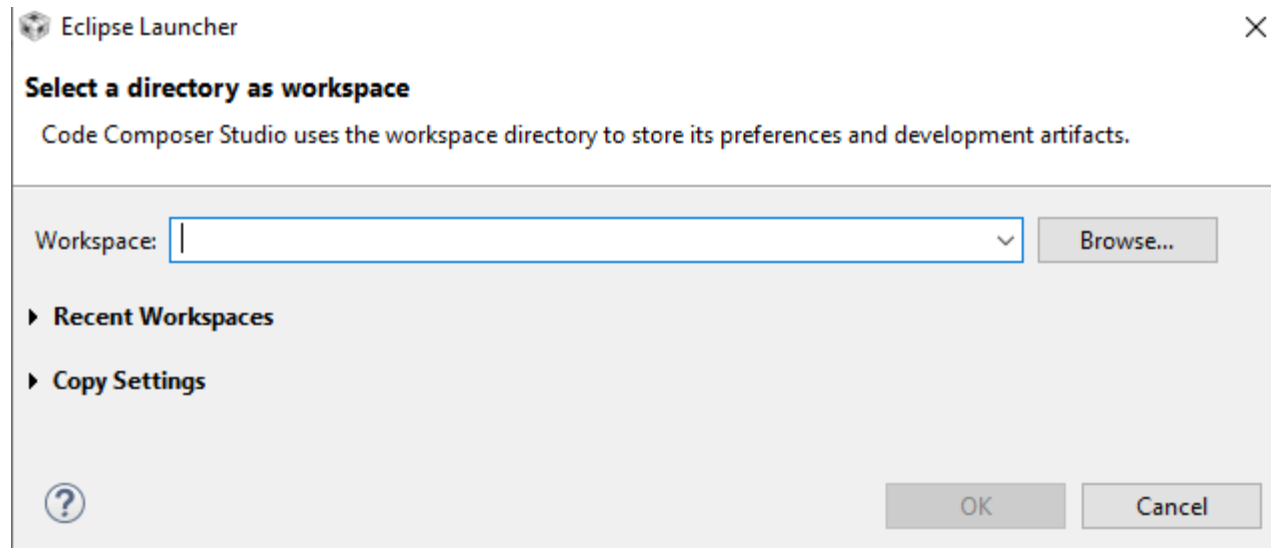 Eclipse Launcher
Select a directory as workspace
Code Composer Studio uses the workspace directory to store its preferences and development artifacts.
Workspace: Browse...
Recent Workspaces
Copy Settings
? OK Cancel